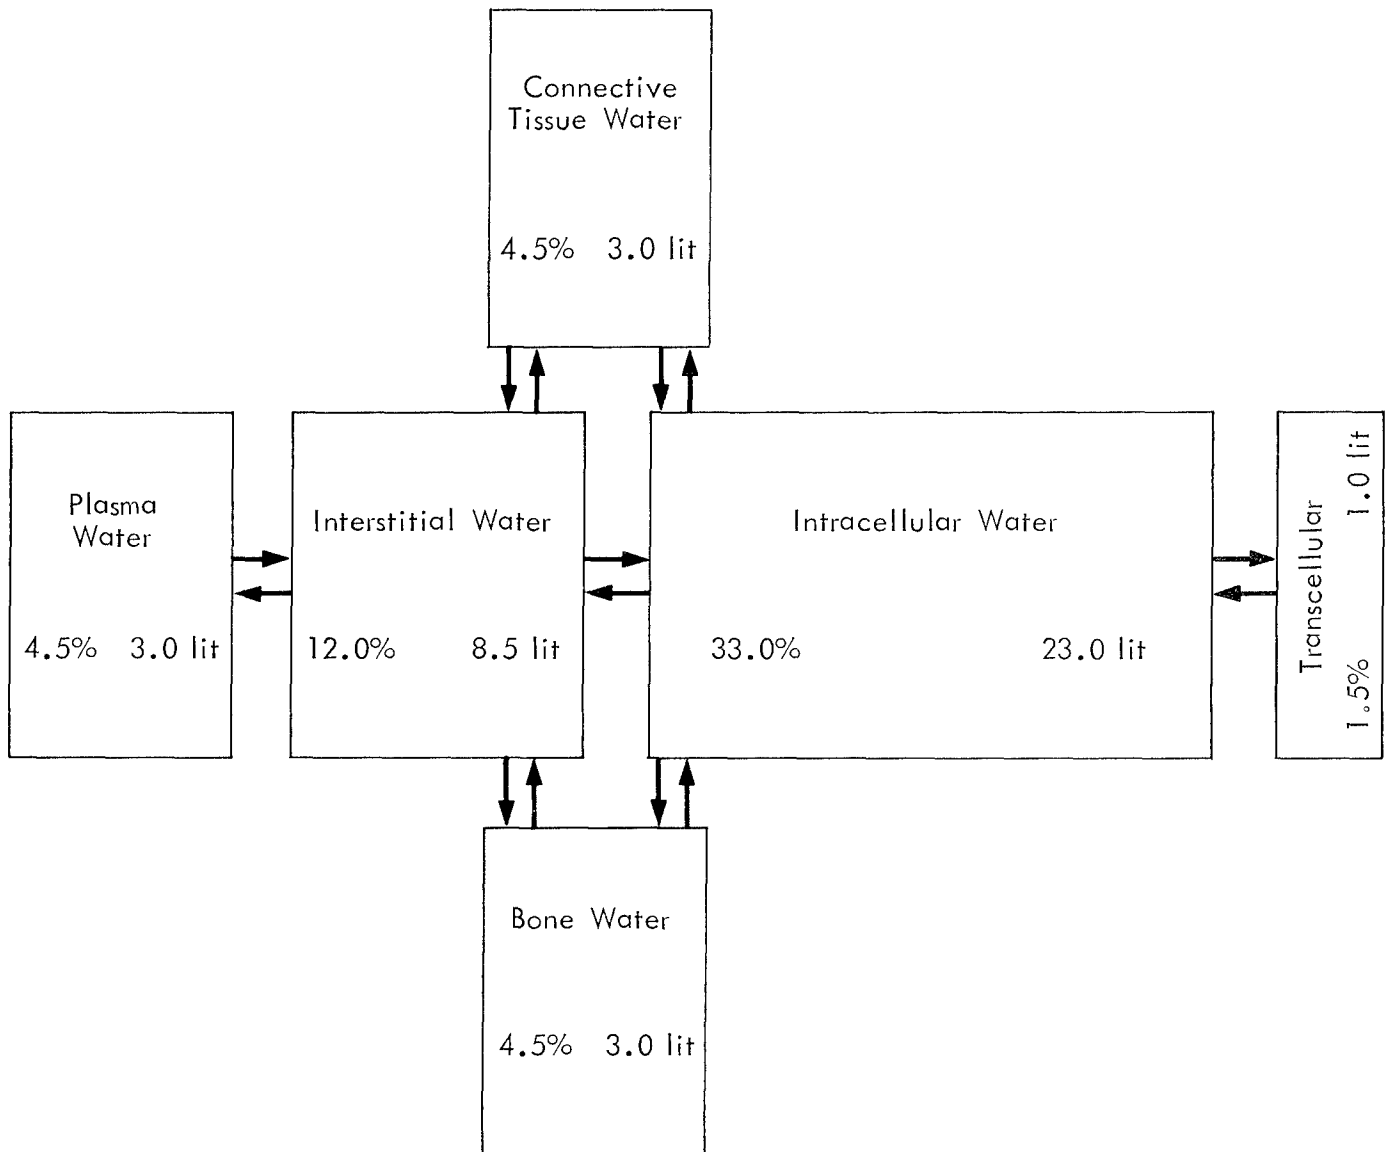 Connective
Tissue Water
4.5% 3.0 lit
Plasma
Water
4.5% 3.0 lit
Interstitial Water
12.0% 8.5 lit
Intracellular Water
33.0% 23.0 lit
Transcellular
1.5% 1.0 lit
Bone Water
4.5% 3.0 lit